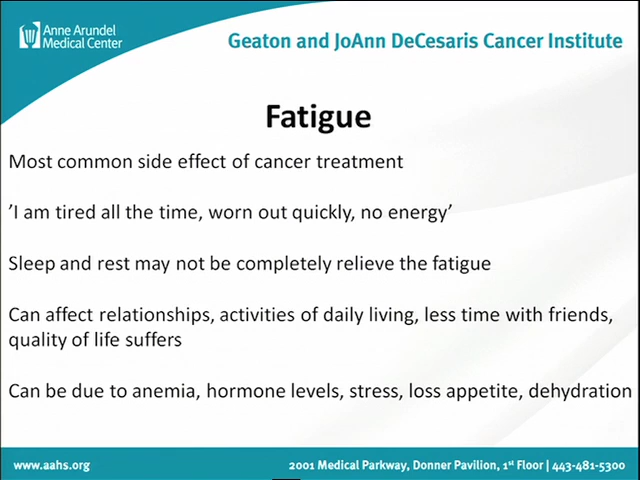 Anne Arundel
Medical Center
Geaton and JoAnn DeCesaris Cancer Institute
Fatigue
Most common side effect of cancer treatment
’I am tired all the time, worn out quickly, no energy’
Sleep and rest may not be completely relieve the fatigue
Can affect relationships, activities of daily living, less time with friends,
quality of life suffers
Can be due to anemia, hormone levels, stress, loss appetite, dehydration
www.aahs.org
2001 Medical Parkway, Donner Pavilion, 1st Floor | 443-481-5300